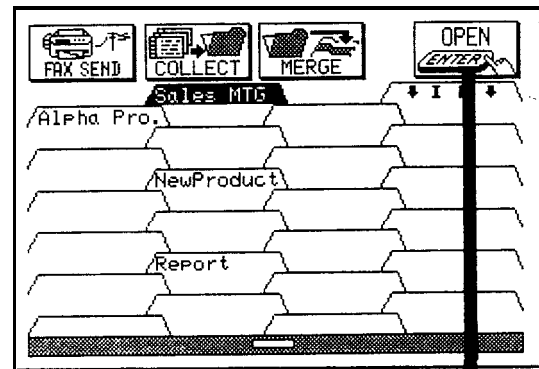 FAX SEND
COLLECT
MERGE
OPEN
ENTER
Sales MTG
Alpha Pro.
NewProduct
Report